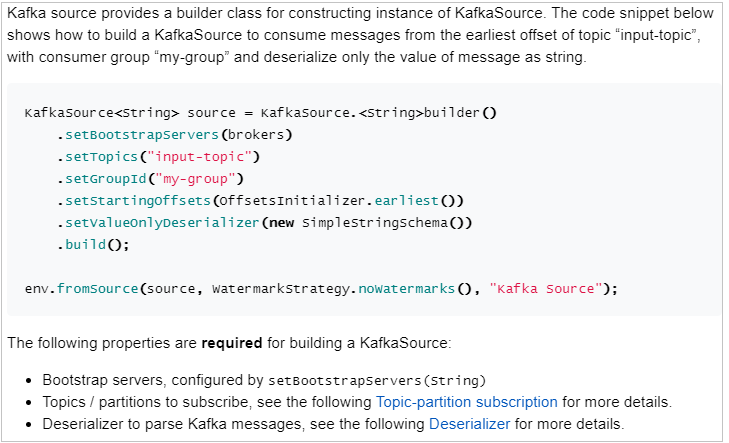 Kafka source provides a builder class for constructing instance of KafkaSource. The code snippet below
shows how to build a KafkaSource to consume messages from the earliest offset of topic “input-topic”,
with consumer group “my-group” and deserialize only the value of message as string.
KafkaSource<String> source = KafkaSource.<String>builder()
    .setBootstrapServers(brokers)
    .setTopics("input-topic")
    .setGroupId("my-group")
    .setStartingOffsets(OffsetsInitializer.earliest())
    .setValueOnlyDeserializer(new SimpleStringSchema())
    .build();
env.fromSource(source, WatermarkStrategy.noWatermarks(), "Kafka Source");
The following properties are required for building a KafkaSource:
• Bootstrap servers, configured by setBootstrapServers(String)
• Topics / partitions to subscribe, see the following Topic-partition subscription for more details.
• Deserializer to parse Kafka messages, see the following Deserializer for more details.